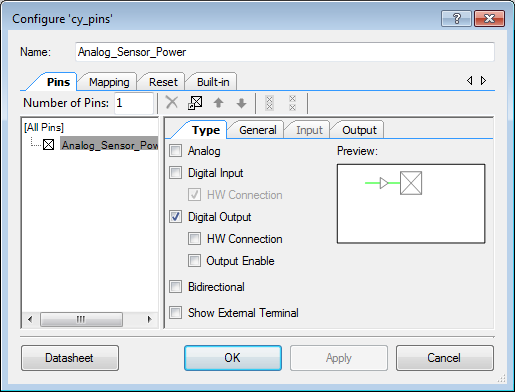 Configure 'cy_pins'
Name: Analog_Sensor_Power
Pins Mapping Reset Built-in
Number of Pins: 1
[All Pins]
Analog_Sensor_Pow
Type General Input Output
Analog
Preview:
Digital Input
HW Connection
Digital Output
HW Connection
Output Enable
Bidirectional
Show External Terminal
Datasheet OK Apply Cancel